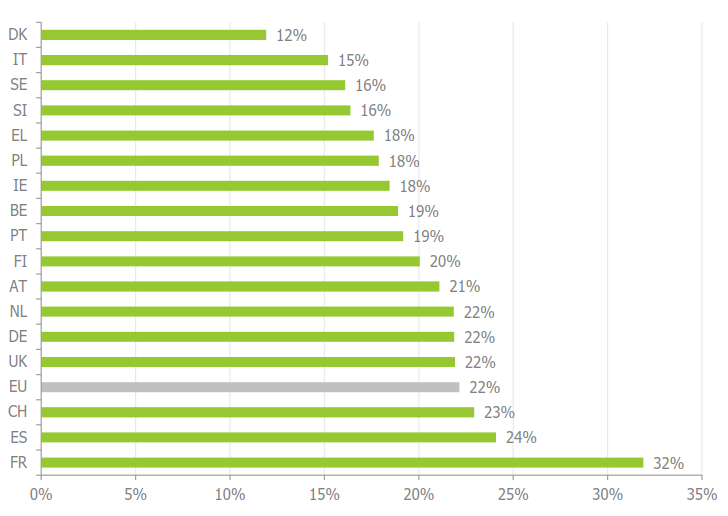 DK 12%
IT 15%
SE 16%
SI 16%
EL 18%
PL 18%
IE 18%
BE 19%
PT 19%
FI 20%
AT 21%
NL 22%
DE 22%
UK 22%
EU 22%
CH 23%
ES 24%
FR 32%
0% 5% 10% 15% 20% 25% 30% 35%